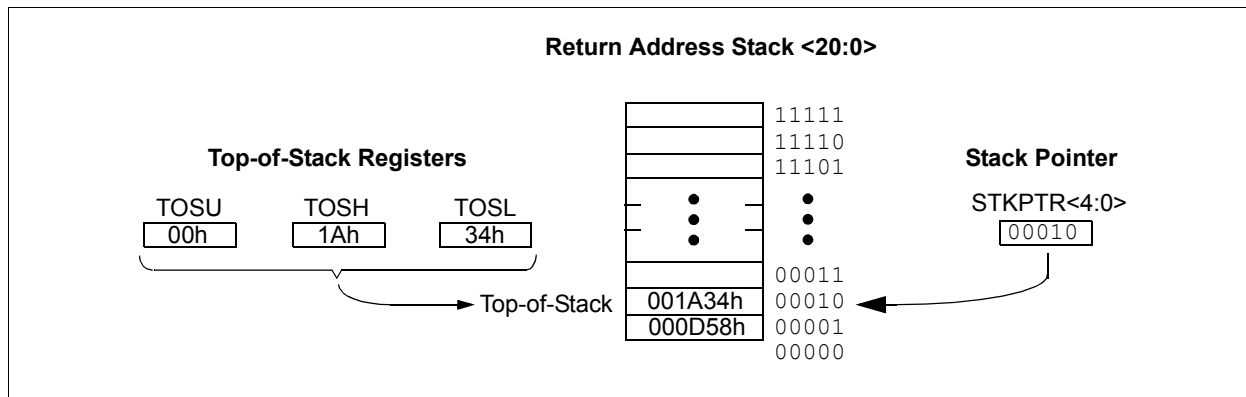 Return Address Stack <20:0>
Top-of-Stack Registers
TOSU TOSH TOSL
00h 1Ah 34h
11111
11110
11101
Stack Pointer
STKPTR<4:0>
00010
00011
Top-of-Stack 001A34h 00010
000D58h 00001
00000